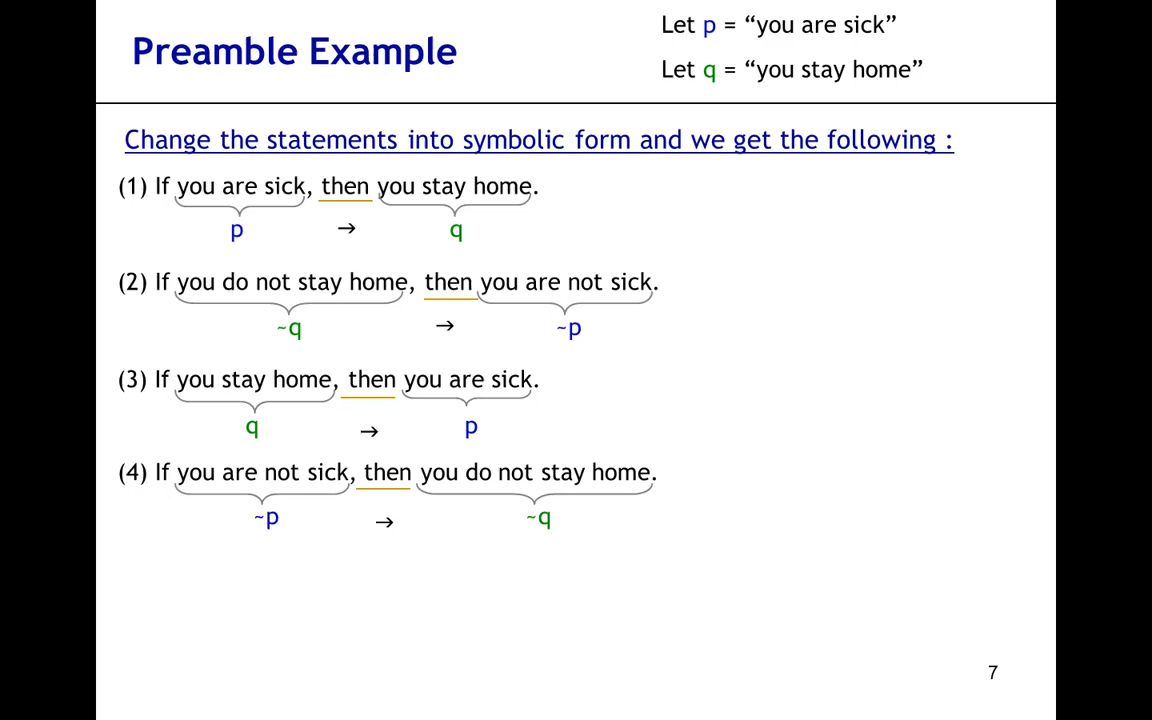 Preamble Example
Let p = “you are sick”
Let q = “you stay home”
Change the statements into symbolic form and we get the following :
(1) If you are sick, then you stay home.
p → q
(2) If you do not stay home, then you are not sick.
~q → ~p
(3) If you stay home, then you are sick.
q → p
(4) If you are not sick, then you do not stay home.
~p → ~q
7